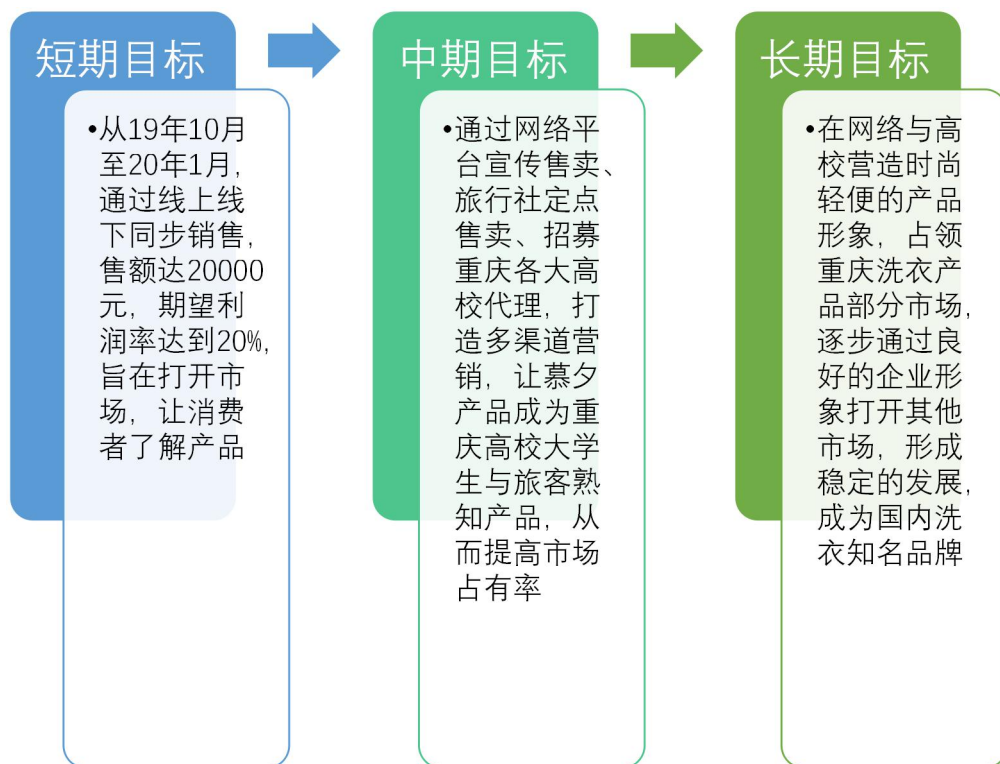 短期目标
•从19年10月
至20年1月,
通过线上线
下同步销售,
售额达20000
元，期望利
润率达到20%,
旨在打开市
场，让消费
者了解产品
中期目标
•通过网络平
台宣传售卖、
旅行社定点
售卖、招募
重庆各大高
校代理，打
造多渠道营
销，让慕夕
产品成为重
庆高校大学
生与旅客熟
知产品，从
而提高市场
占有率
长期目标
•在网络与高
校营造时尚
轻便的产品
形象，占领
重庆洗衣产
品部分市场,
逐步通过良
好的企业形
象打开其他
市场，形成
稳定的发展,
成为国内洗
衣知名品牌